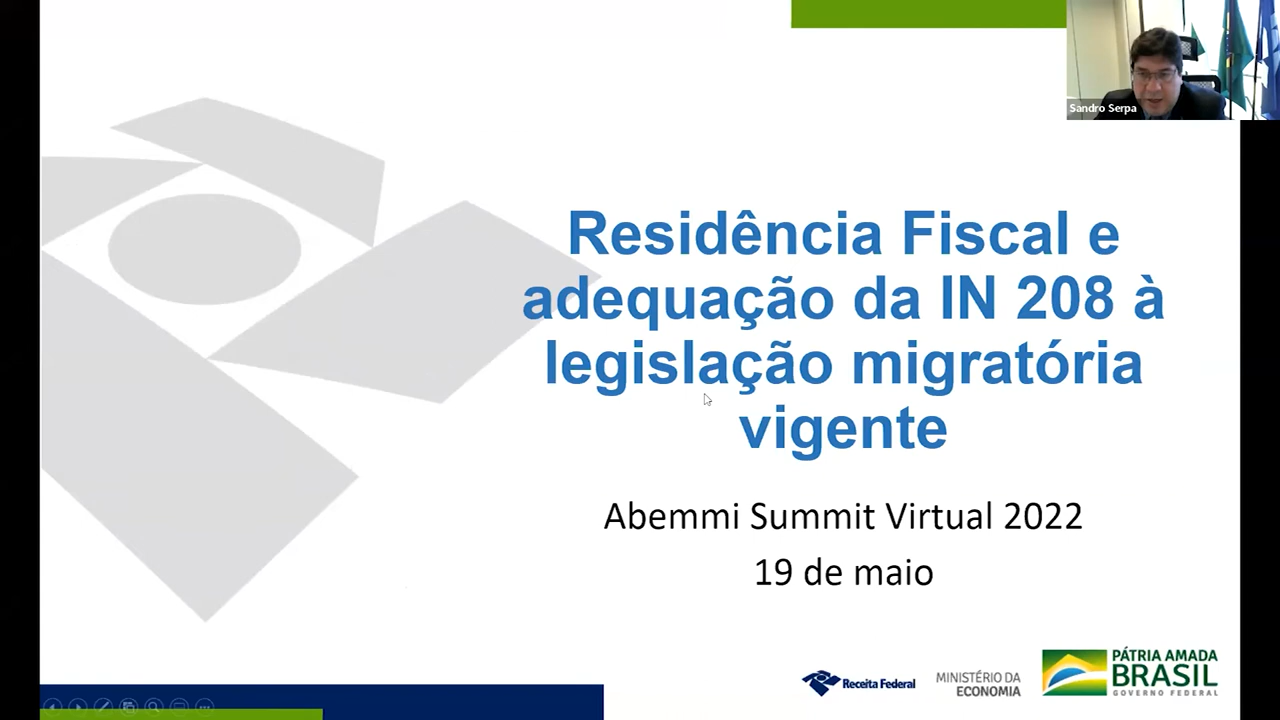 Sandro Serpa
Residência Fiscal e
adequação da IN 208 à
legislação migratória
vigente
Abemmi Summit Virtual 2022
19 de maio
Receita Federal
MINISTÉRIO DA
ECONOMIA
PÁTRIA AMADA
BRASIL
GOVERNO FEDERAL